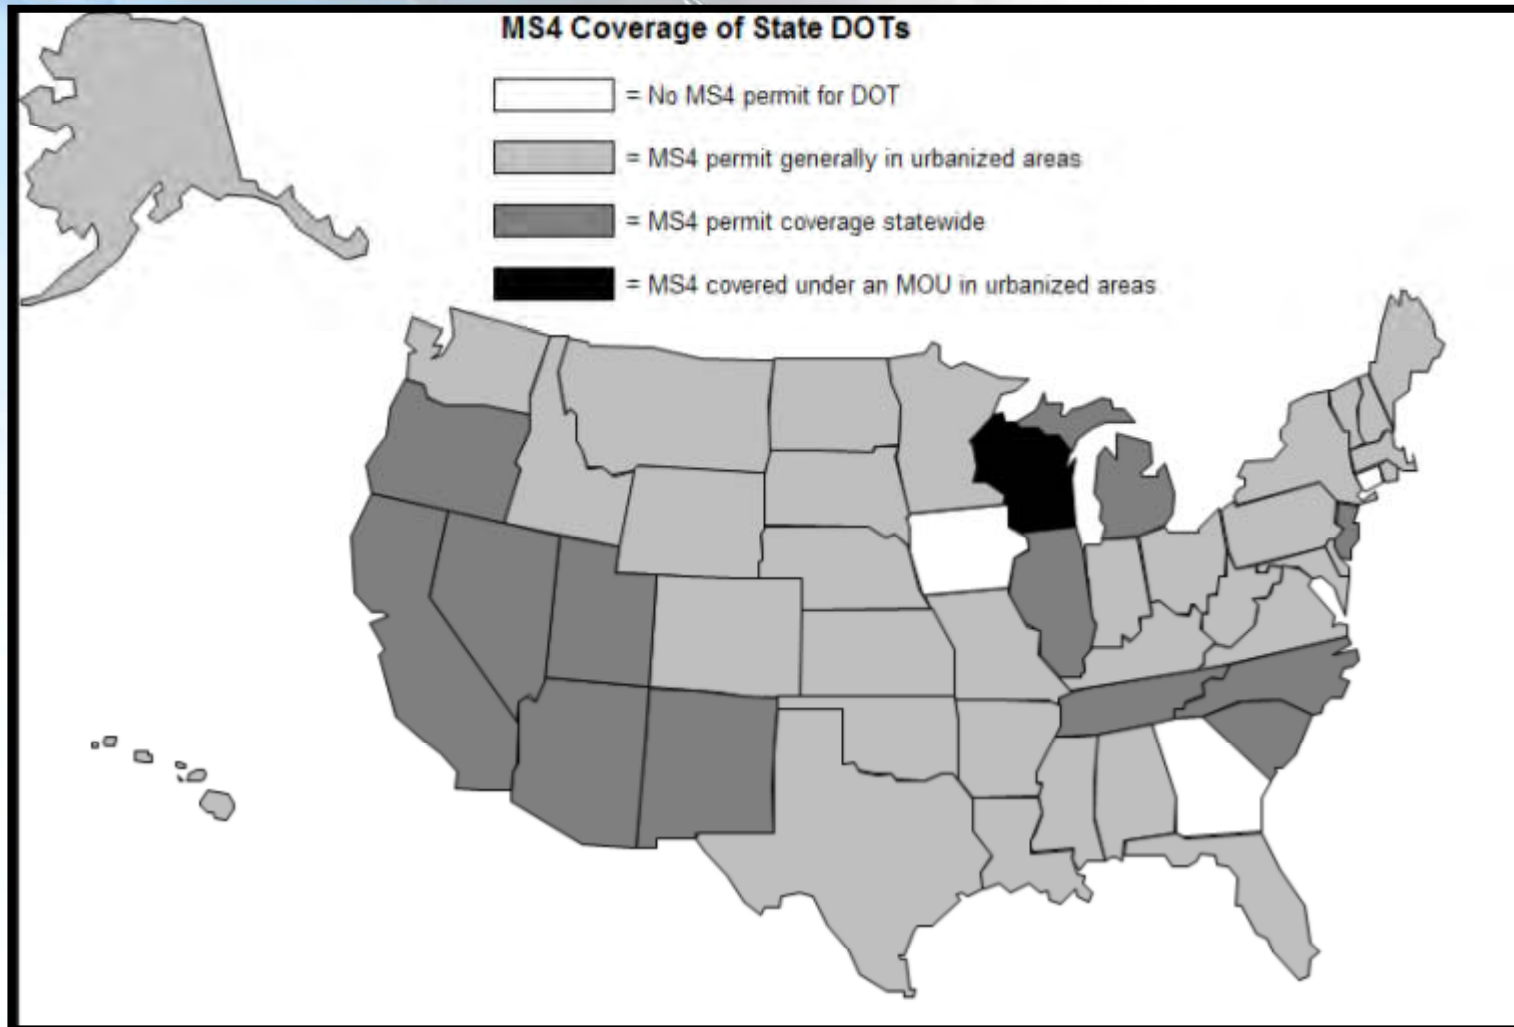 MS4 Coverage of State DOTs
= No MS4 permit for DOT
= MS4 permit generally in urbanized areas
= MS4 permit coverage statewide
= MS4 covered under an MOU in urbanized areas